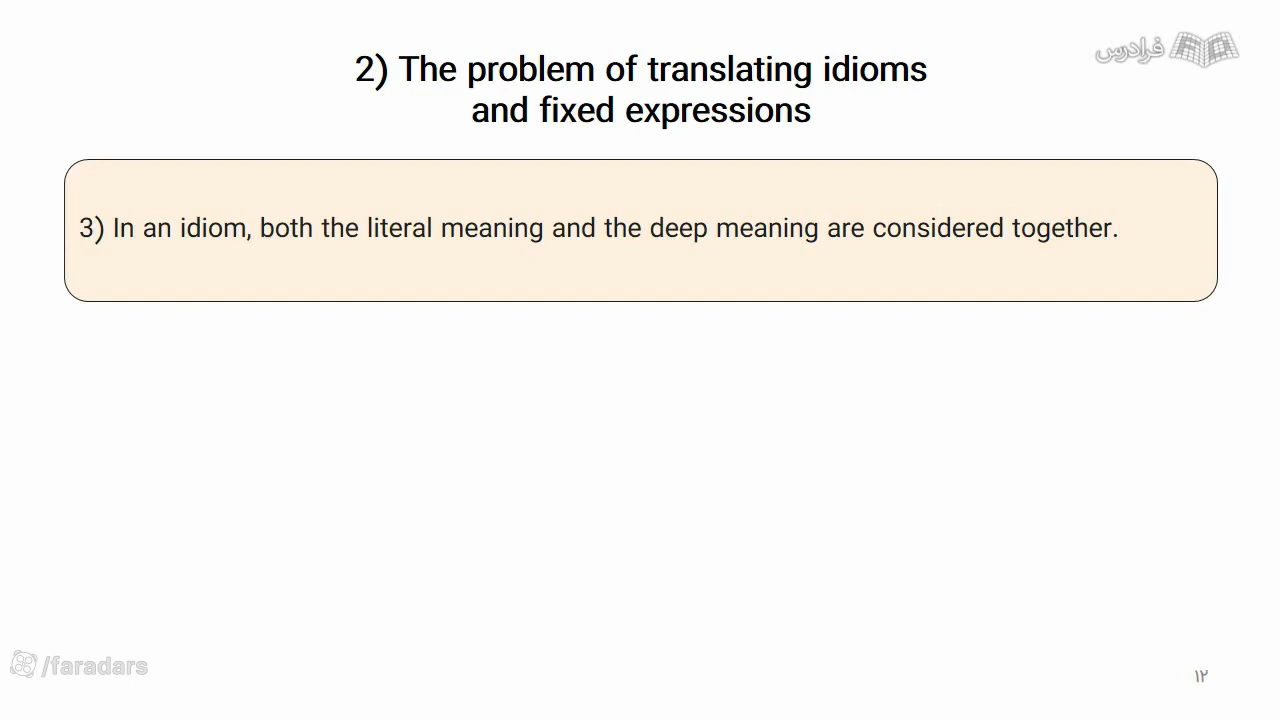 فرادرس
2) The problem of translating idioms
and fixed expressions
3) In an idiom, both the literal meaning and the deep meaning are considered together.
/faradars
۱۲